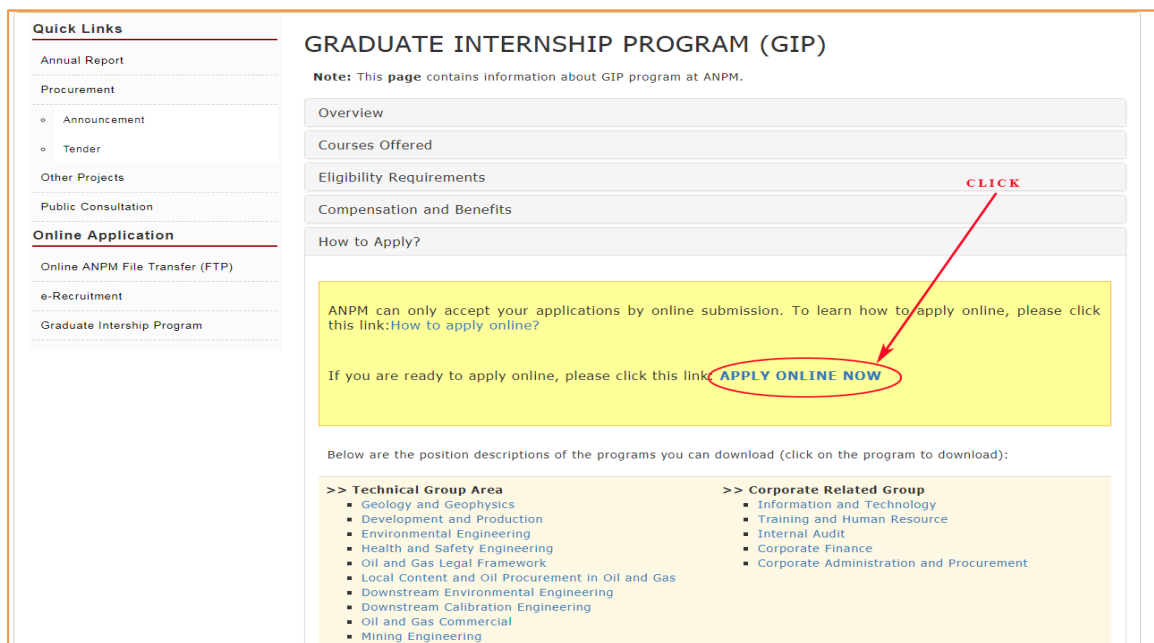 Quick Links
Annual Report
Procurement
Announcement
Tender
Other Projects
Public Consultation
Online Application
Online ANPM File Transfer (FTP)
e-Recruitment
Graduate Intership Program
GRADUATE INTERNSHIP PROGRAM (GIP)
Note: This page contains information about GIP program at ANPM.
Overview
Courses Offered
Eligibility Requirements
CLICK
Compensation and Benefits
How to Apply?
ANPM can only accept your applications by online submission. To learn how to apply online, please click
this link:How to apply online?
If you are ready to apply online, please click this link: APPLY ONLINE NOW
Below are the position descriptions of the programs you can download (click on the program to download):
>> Technical Group Area
Geology and Geophysics
Development and Production
Environmental Engineering
Health and Safety Engineering
Oil and Gas Legal Framework
Local Content and Oil Procurement in Oil and Gas
Downstream Environmental Engineering
Downstream Calibration Engineering
Oil and Gas Commercial
Mining Engineering
>> Corporate Related Group
Information and Technology
Training and Human Resource
Internal Audit
Corporate Finance
Corporate Administration and Procurement